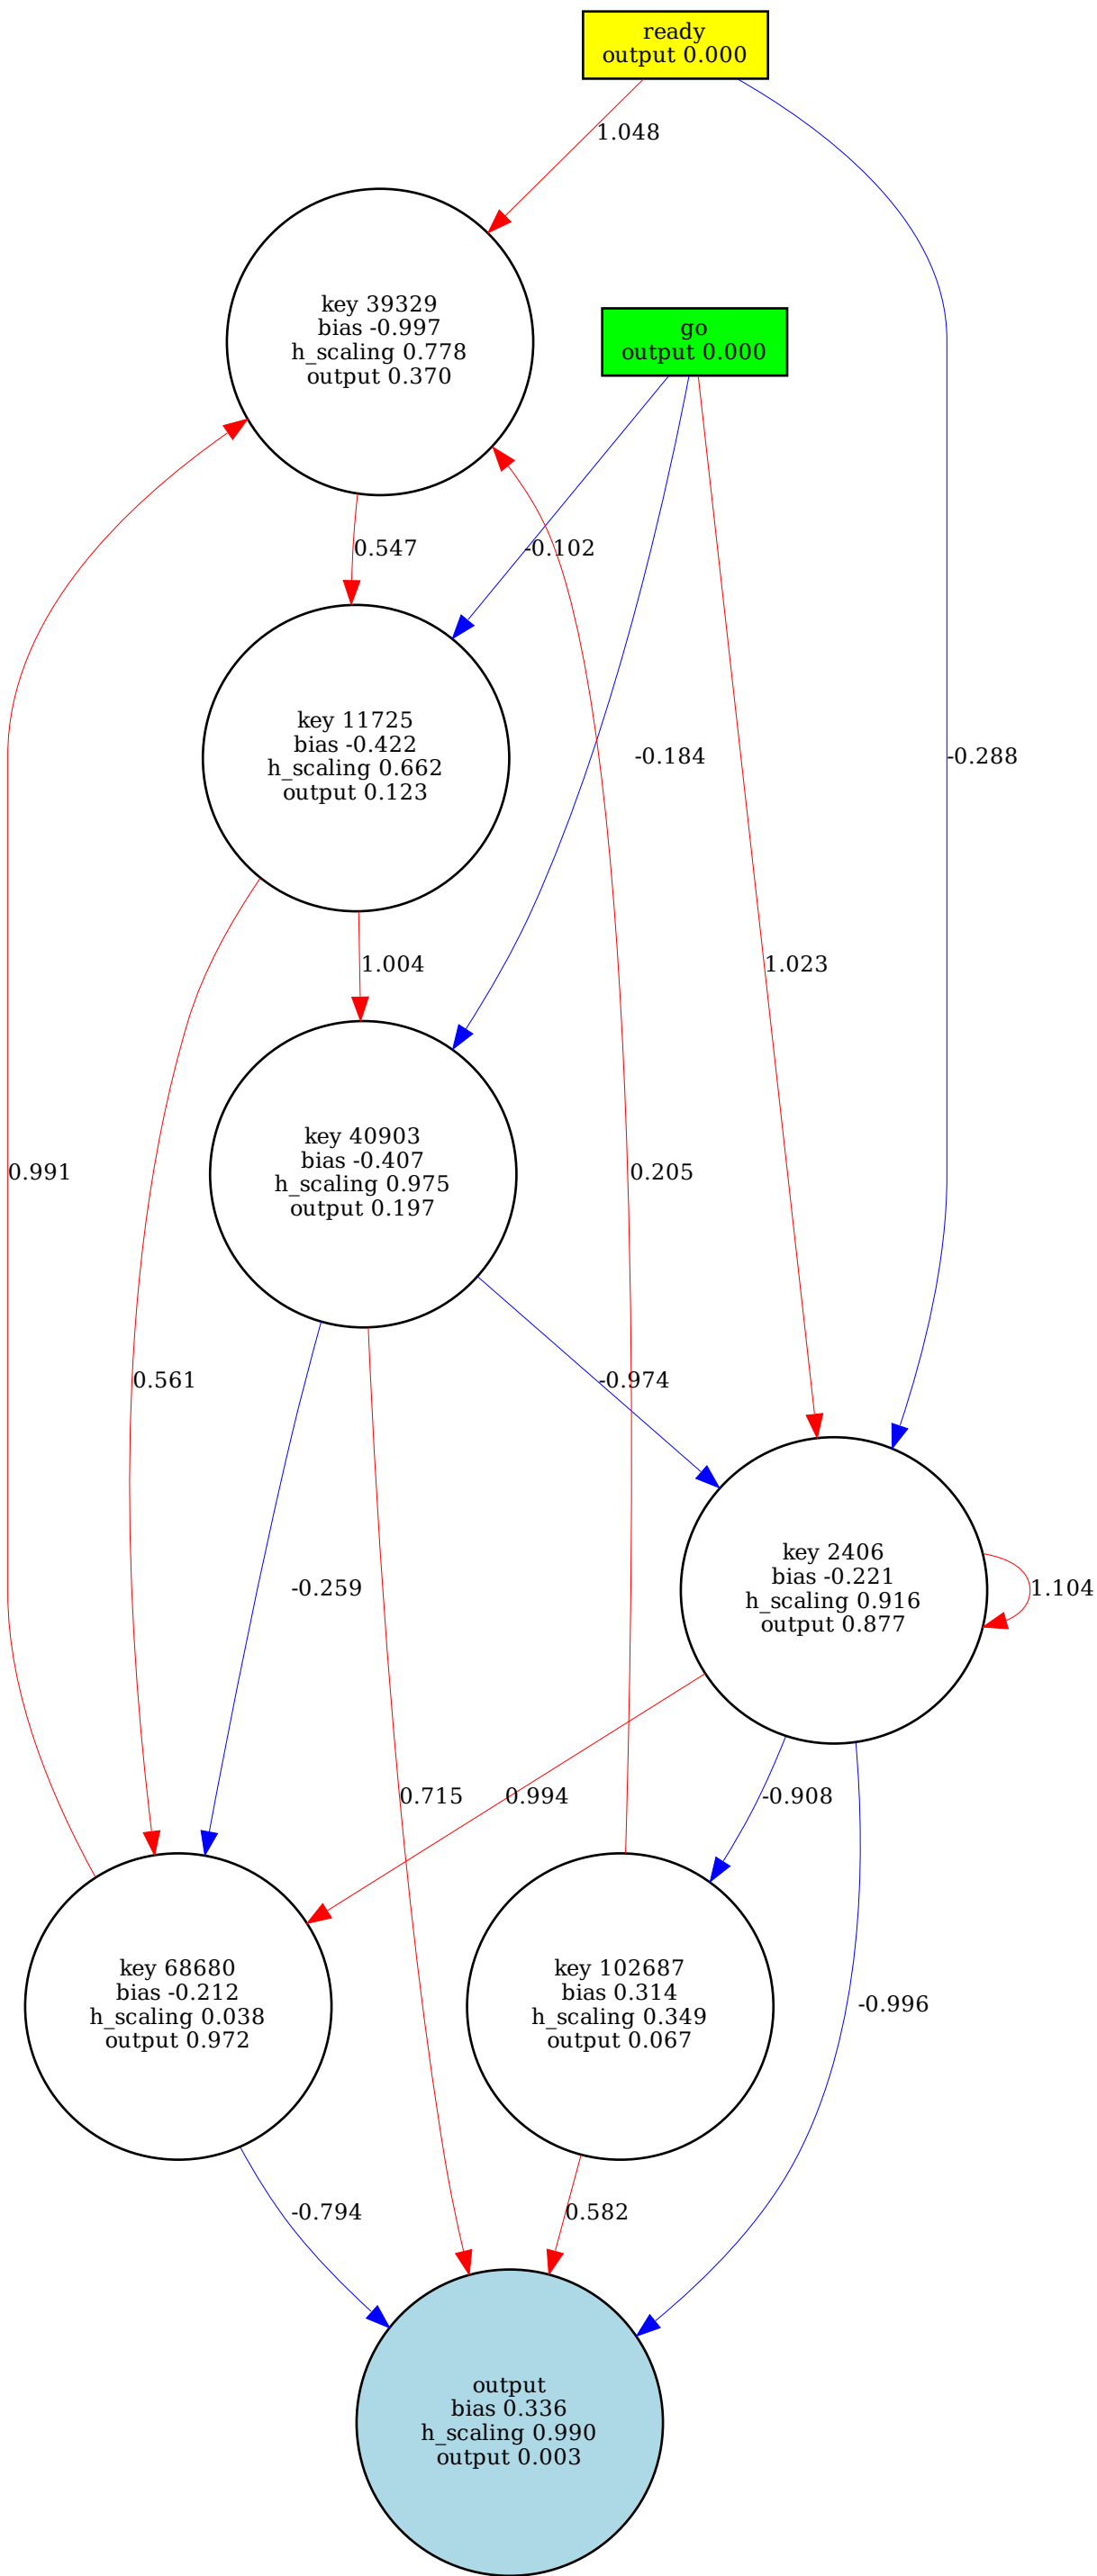 ready
output 0.000
1.048
key 39329
bias -0.997
h_scaling 0.778
output 0.370
go
output 0.000
0.547
-0.102
key 11725
bias -0.422
h_scaling 0.662
output 0.123
-0.184
-0.288
1.004
1.023
key 40903
bias -0.407
h_scaling 0.975
output 0.197
0.991
0.205
0.561
-0.974
key 2406
bias -0.221
h_scaling 0.916
output 0.877
-0.259
1.104
0.715
0.994
-0.908
key 68680
bias -0.212
h_scaling 0.038
output 0.972
key 102687
bias 0.314
h_scaling 0.349
output 0.067
-0.996
-0.794
0.582
output
bias 0.336
h_scaling 0.990
output 0.003